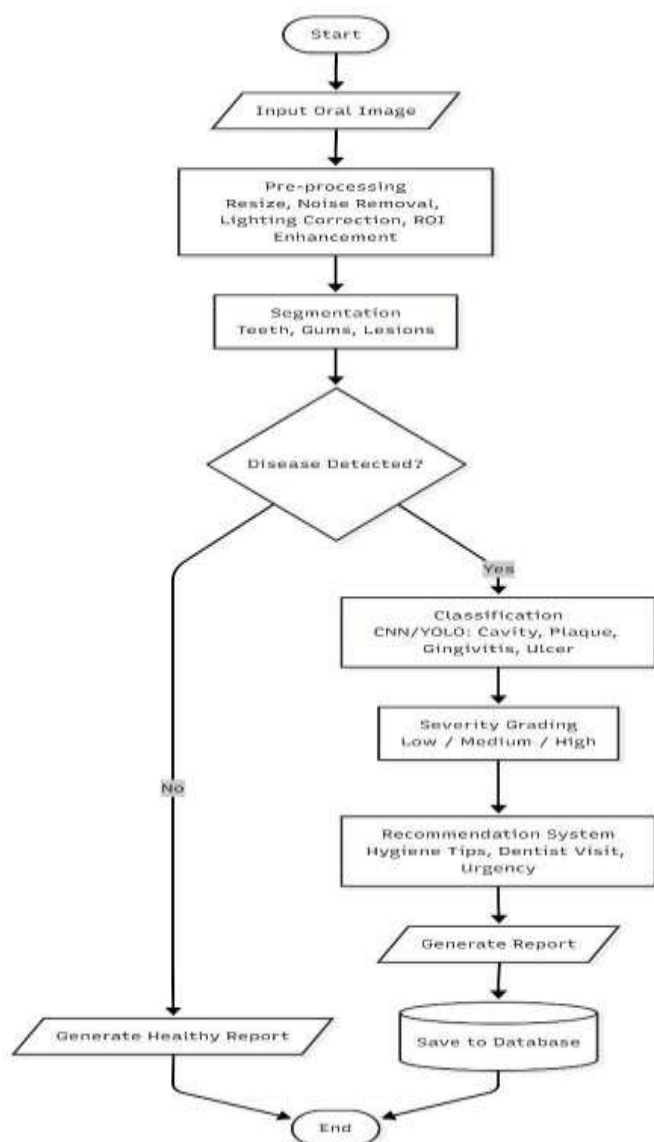 Start
Input Oral Image
Pre-processing
Resize, Noise Removal,
Lighting Correction, ROI
Enhancement
Segmentation
Teeth, Gums, Lesions
Disease Detected?
Yes
Classification
CNN/YOLO: Cavity, Plaque,
Gingivitis, Ulcer
Severity Grading
Low / Medium / High
No
Recommendation System
Hygiene Tips, Dentist Visit,
Urgency
Generate Report
Generate Healthy Report
Save to Database
End